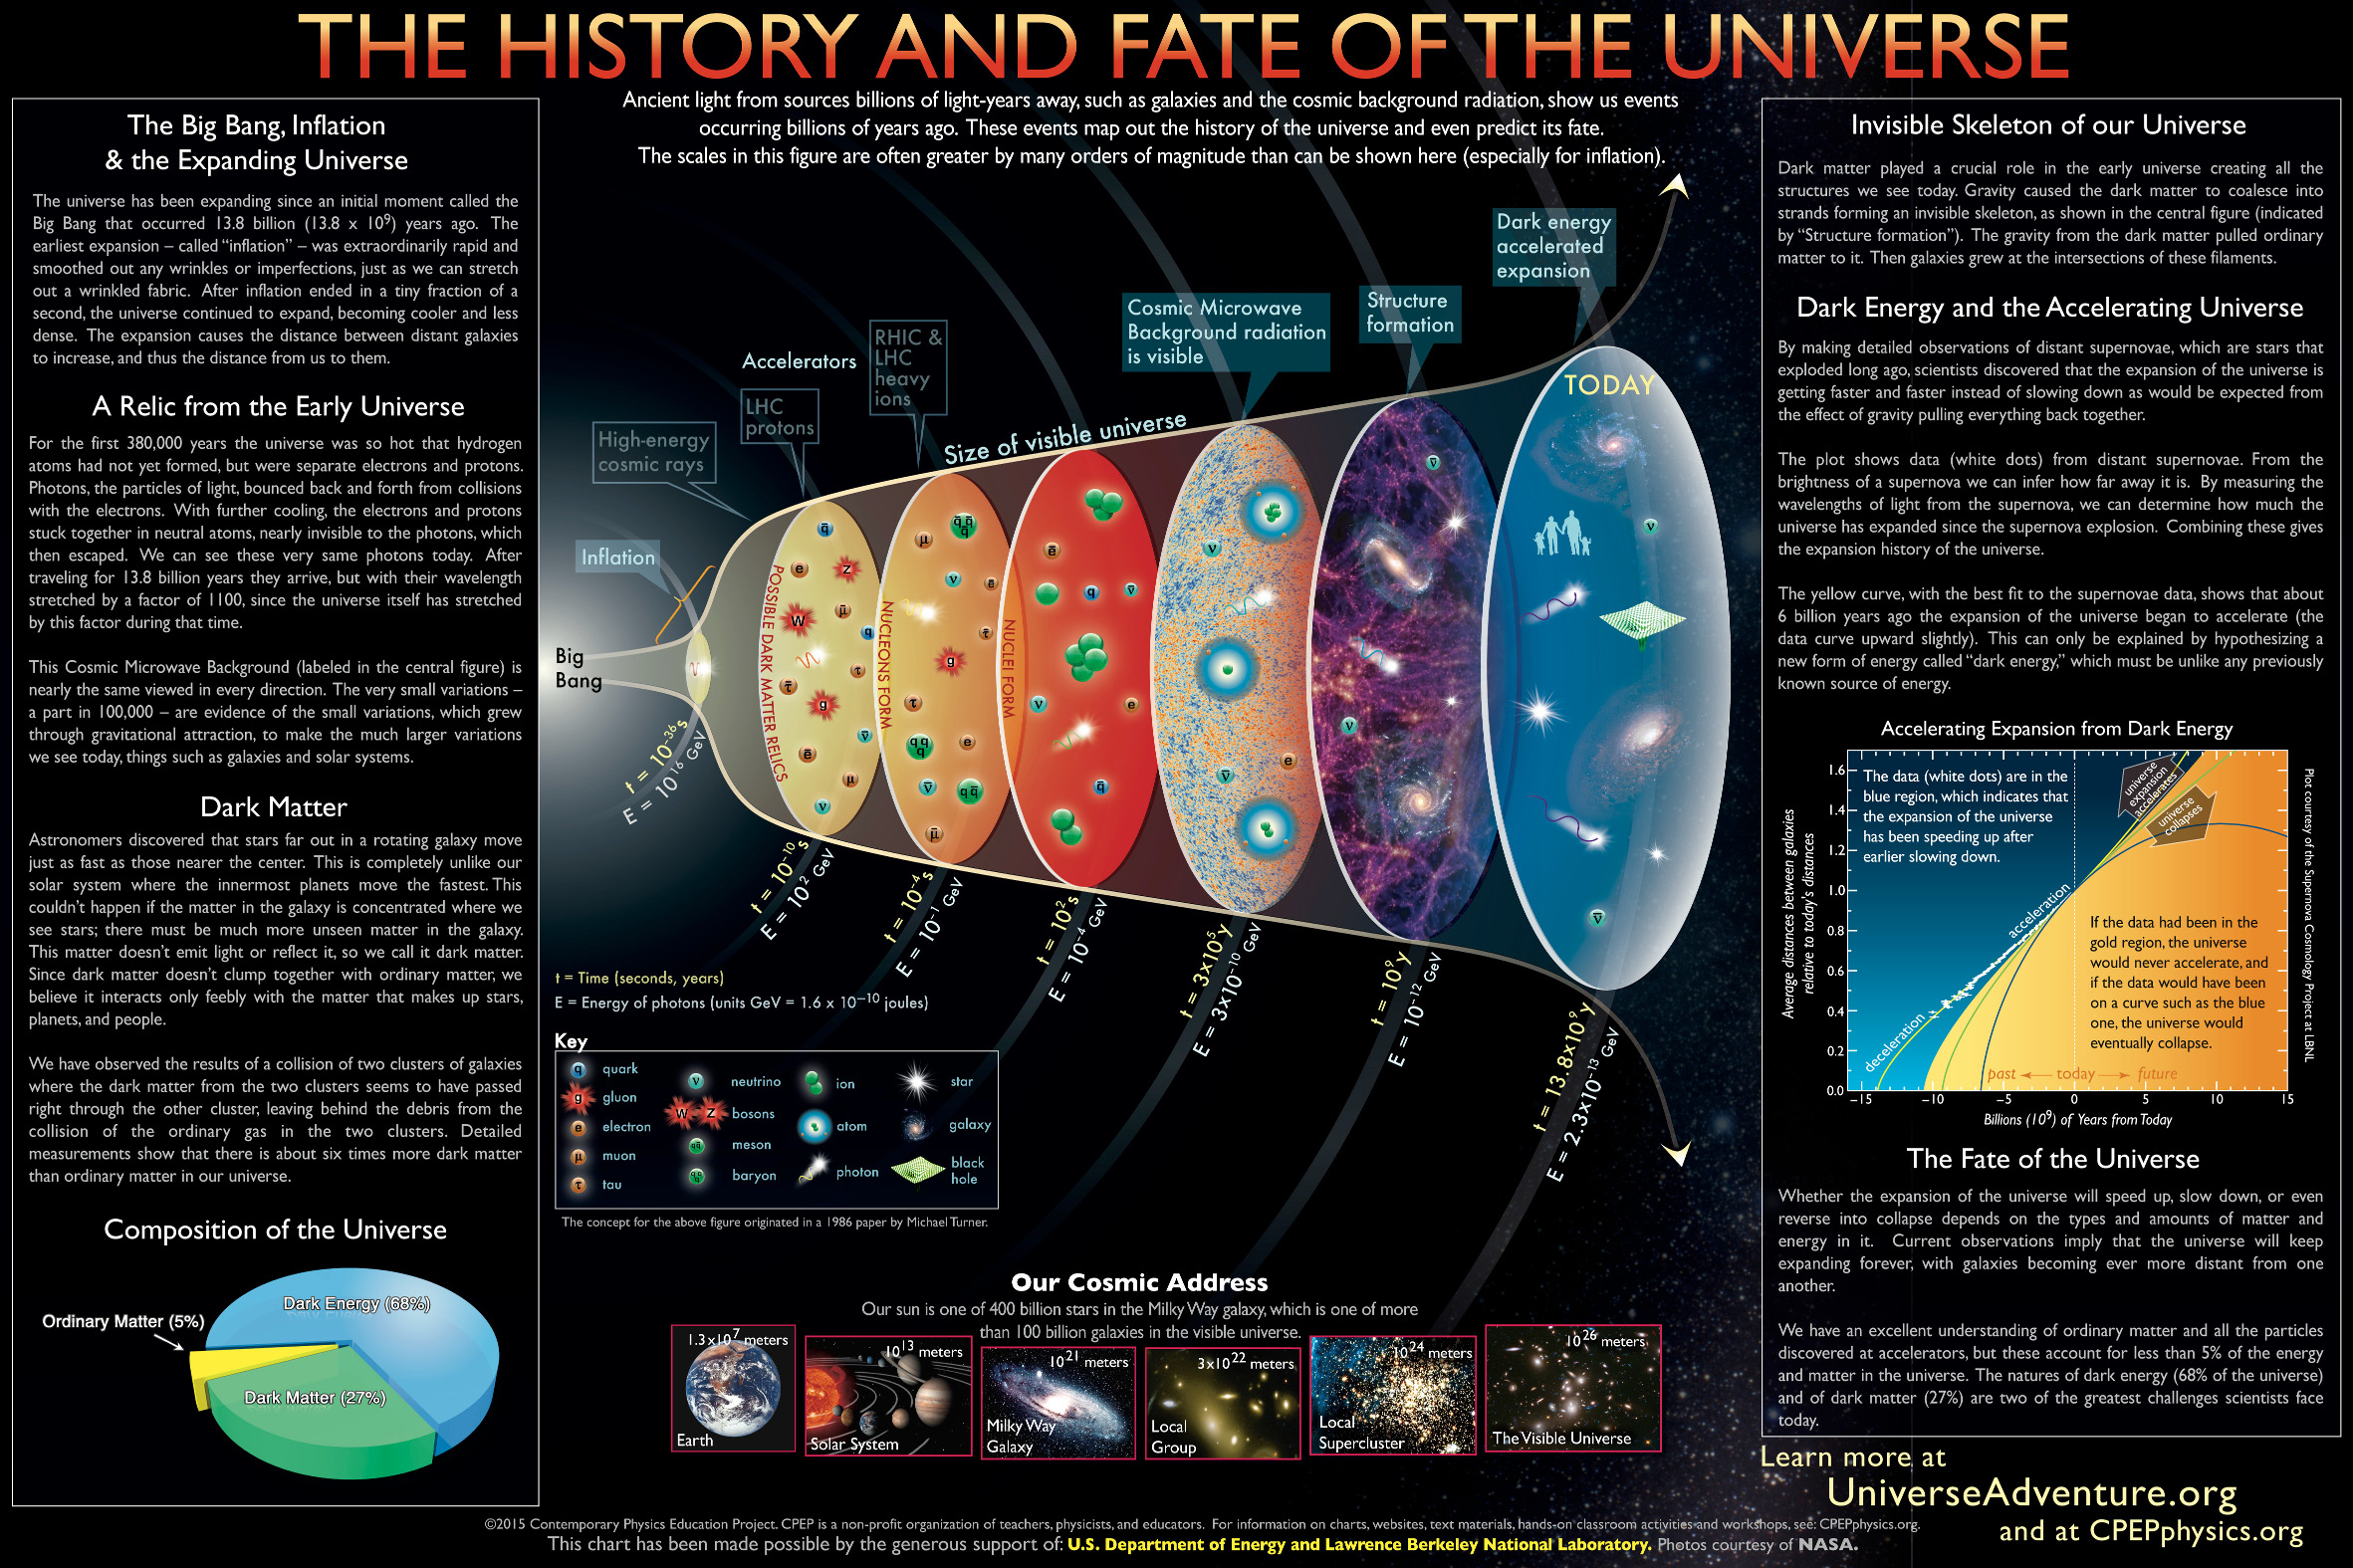 THE HISTORY AND FATE OF THE UNIVERSE
Ancient light from sources billions of light-years away, such as galaxies and the cosmic background radiation, show us events
occurring billions of years ago. These events map out the history of the universe and even predict its fate.
The scales in this figure are often greater by many orders of magnitude than can be shown here (especially for inflation).
The Big Bang, Inflation
& the Expanding Universe
The universe has been expanding since an initial moment called the
Big Bang that occurred 13.8 billion (13.8 x 10⁹) years ago. The
earliest expansion – called “inflation” – was extraordinarily rapid and
smoothed out any wrinkles or imperfections, just as we can stretch
out a wrinkled fabric. After inflation ended in a tiny fraction of a
second, the universe continued to expand, becoming cooler and less
dense. The expansion causes the distance between distant galaxies
to increase, and thus the distance from us to them.
A Relic from the Early Universe
For the first 380,000 years the universe was so hot that hydrogen
atoms had not yet formed, but were separate electrons and protons.
Photons, the particles of light, bounced back and forth from collisions
with the electrons. With further cooling, the electrons and protons
stuck together in neutral atoms, nearly invisible to the photons, which
then escaped. We can see these very same photons today. After
traveling for 13.8 billion years they arrive, but with their wavelength
stretched by a factor of 1100, since the universe itself has stretched
by this factor during that time.
This Cosmic Microwave Background (labeled in the central figure) is
nearly the same viewed in every direction. The very small variations –
a part in 100,000 – are evidence of the small variations, which grew
through gravitational attraction, to make the much larger variations
we see today, things such as galaxies and solar systems.
Dark Matter
Astronomers discovered that stars far out in a rotating galaxy move
just as fast as those nearer the center. This is completely unlike our
solar system where the innermost planets move the fastest. This
couldn't happen if the matter in the galaxy is concentrated where we
see stars; there must be much more unseen matter in the galaxy.
This matter doesn't emit light or reflect it, so we call it dark matter.
Since dark matter doesn't clump together with ordinary matter, we
believe it interacts only feebly with the matter that makes up stars,
planets, and people.
We have observed the results of a collision of two clusters of galaxies
where the dark matter from the two clusters seems to have passed
right through the other cluster, leaving behind the debris from the
collision of the ordinary gas in the two clusters. Detailed
measurements show that there is about six times more dark matter
than ordinary matter in our universe.
Composition of the Universe
Dark Energy (68%)
Ordinary Matter (5%)
Dark Matter (27%)
Accelerators
High-energy
cosmic rays
LHC
protons
RHIC &
LHC
heavy
ions
Size of visible universe
Cosmic Microwave
Background radiation
is visible
Structure
formation
Dark energy
accelerated
expansion
TODAY
Inflation
Big
Bang
POSSIBLE DARK MATTER RELICS
NUCLEONS FORM
NUCLEI FORM
q̄
e
Z
W
μ̄
q
τ
τ̄
g
ν̄
ē
μ
ν
μ
q̄q̄q̄
ν
ē
τ̄
g
τ
qqq
e
ν̄
qq̄
μ̄
ē
q
ν̄
ν
e
q̄
ν
ν̄
e
ν̄
ν
ν
ν̄
t = 10⁻³⁶ s
E = 10¹⁶ GeV
t = 10⁻¹⁰ s
E = 10² GeV
t = 10⁻⁴ s
E = 10⁻¹ GeV
t = 10² s
E = 10⁻⁴ GeV
t = 3x10⁵ y
E = 3x10⁻¹⁰ GeV
t = 10⁹ y
E = 10⁻¹² GeV
t = 13.8x10⁹ y
E = 2.3x10⁻¹³ GeV
t = Time (seconds, years)
E = Energy of photons (units GeV = 1.6 x 10⁻¹⁰ joules)
Key
q quark
g gluon
e electron
μ muon
τ tau
ν neutrino
W Z bosons
qq̄ meson
qqq baryon
ion
atom
photon
star
galaxy
black
hole
The concept for the above figure originated in a 1986 paper by Michael Turner.
Our Cosmic Address
Our sun is one of 400 billion stars in the Milky Way galaxy, which is one of more
than 100 billion galaxies in the visible universe.
1.3x10⁷ meters
Earth
10¹³ meters
Solar System
10²¹ meters
Milky Way
Galaxy
3x10²² meters
Local
Group
10²⁴ meters
Local
Supercluster
10²⁶ meters
The Visible Universe
Invisible Skeleton of our Universe
Dark matter played a crucial role in the early universe creating all the
structures we see today. Gravity caused the dark matter to coalesce into
strands forming an invisible skeleton, as shown in the central figure (indicated
by “Structure formation”). The gravity from the dark matter pulled ordinary
matter to it. Then galaxies grew at the intersections of these filaments.
Dark Energy and the Accelerating Universe
By making detailed observations of distant supernovae, which are stars that
exploded long ago, scientists discovered that the expansion of the universe is
getting faster and faster instead of slowing down as would be expected from
the effect of gravity pulling everything back together.
The plot shows data (white dots) from distant supernovae. From the
brightness of a supernova we can infer how far away it is. By measuring the
wavelengths of light from the supernova, we can determine how much the
universe has expanded since the supernova explosion. Combining these gives
the expansion history of the universe.
The yellow curve, with the best fit to the supernovae data, shows that about
6 billion years ago the expansion of the universe began to accelerate (the
data curve upward slightly). This can only be explained by hypothesizing a
new form of energy called “dark energy,” which must be unlike any previously
known source of energy.
Accelerating Expansion from Dark Energy
Average distances between galaxies
relative to today's distances
1.6
1.4
1.2
1.0
0.8
0.6
0.4
0.2
0.0
The data (white dots) are in the
blue region, which indicates that
the expansion of the universe
has been speeding up after
earlier slowing down.
universe
expansion
accelerates
universe
collapses
acceleration
deceleration
If the data had been in the
gold region, the universe
would never accelerate, and
if the data would have been
on a curve such as the blue
one, the universe would
eventually collapse.
past today future
−15 −10 −5 0 5 10 15
Billions (10⁹) of Years from Today
Plot courtesy of the Supernova Cosmology Project at LBNL
The Fate of the Universe
Whether the expansion of the universe will speed up, slow down, or even
reverse into collapse depends on the types and amounts of matter and
energy in it. Current observations imply that the universe will keep
expanding forever, with galaxies becoming ever more distant from one
another.
We have an excellent understanding of ordinary matter and all the particles
discovered at accelerators, but these account for less than 5% of the energy
and matter in the universe. The natures of dark energy (68% of the universe)
and of dark matter (27%) are two of the greatest challenges scientists face
today.
Learn more at
UniverseAdventure.org
and at CPEPphysics.org
©2015 Contemporary Physics Education Project. CPEP is a non-profit organization of teachers, physicists, and educators. For information on charts, websites, text materials, hands-on classroom activities and workshops, see: CPEPphysics.org.
This chart has been made possible by the generous support of: U.S. Department of Energy and Lawrence Berkeley National Laboratory. Photos courtesy of NASA.